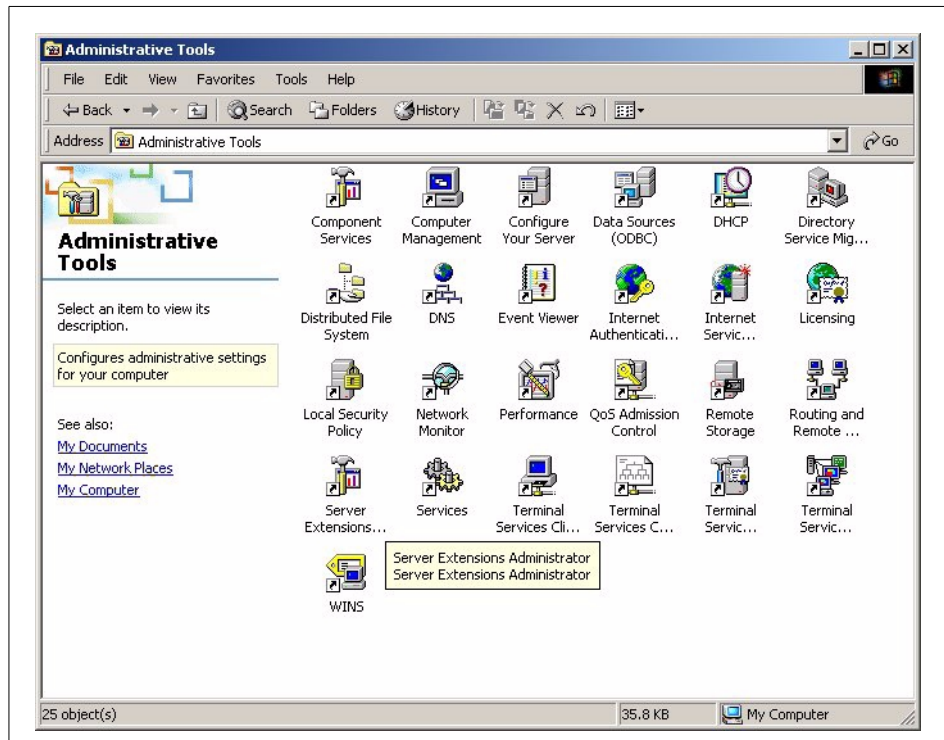 Administrative Tools
File Edit View Favorites Tools Help
Back Search Folders History
Address Administrative Tools Go
Administrative
Tools
Select an item to view its
description.
Configures administrative settings
for your computer
See also:
My Documents
My Network Places
My Computer
Component
Services
Computer
Management
Configure
Your Server
Data Sources
(ODBC)
DHCP
Directory
Service Mig...
Distributed File
System
DNS
Event Viewer
Internet
Authenticati...
Internet
Servic...
Licensing
Local Security
Policy
Network
Monitor
Performance
QoS Admission
Control
Remote
Storage
Routing and
Remote ...
Server
Extensions...
Services
Terminal
Services Cli...
Terminal
Services C...
Terminal
Servic...
Terminal
Servic...
Server Extensions Administrator
Server Extensions Administrator
WINS
25 object(s) 35.8 KB My Computer